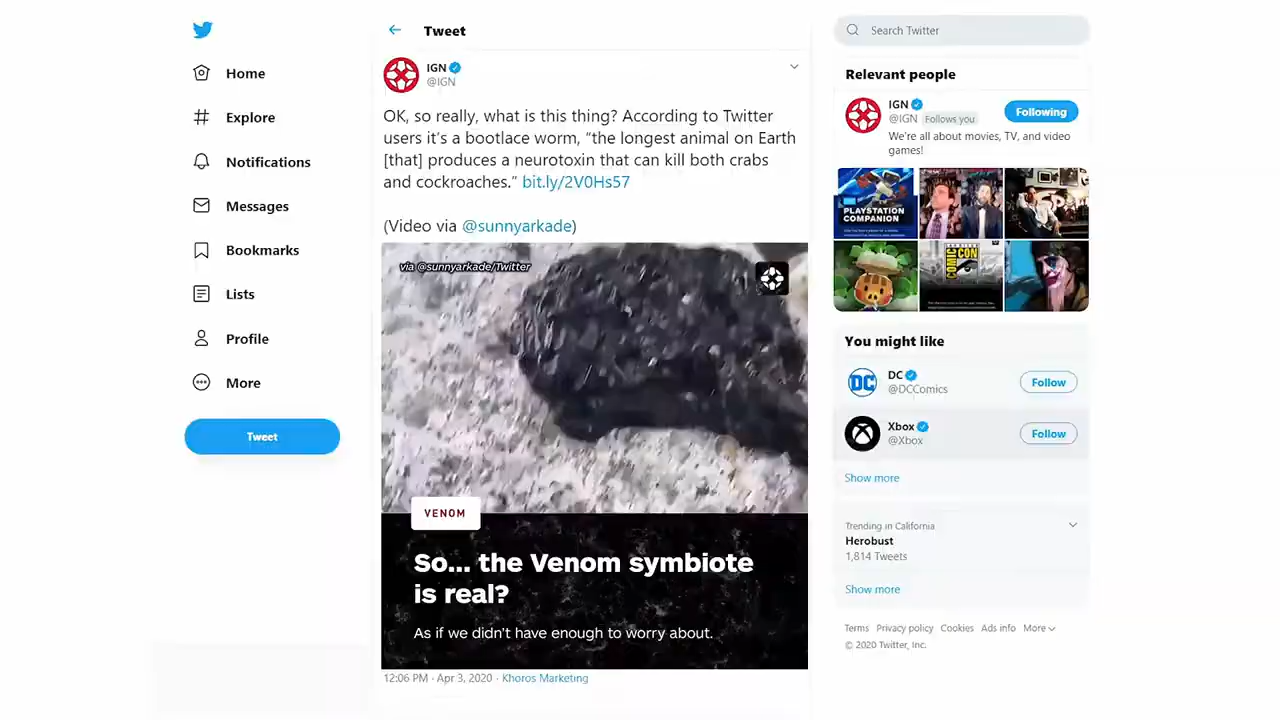 Home
Explore
Notifications
Messages
Bookmarks
Lists
Profile
More
Tweet
Tweet
IGN
@IGN
OK, so really, what is this thing? According to Twitter
users it’s a bootlace worm, “the longest animal on Earth
[that] produces a neurotoxin that can kill both crabs
and cockroaches.” bit.ly/2V0Hs57
(Video via @sunnyarkade)
via @sunnyarkade/Twitter
VENOM
So... the Venom symbiote
is real?
As if we didn't have enough to worry about.
12:06 PM · Apr 3, 2020 · Khoros Marketing
Search Twitter
Relevant people
IGN
@IGN Follows you
Following
We're all about movies, TV, and video
games!
PLAYSTATION
COMPANION
COMIC CON
You might like
DC
DC
@DCComics
Follow
Xbox
@Xbox
Follow
Show more
Trending in California
Herobust
1,814 Tweets
Show more
Terms Privacy policy Cookies Ads info More
© 2020 Twitter, Inc.